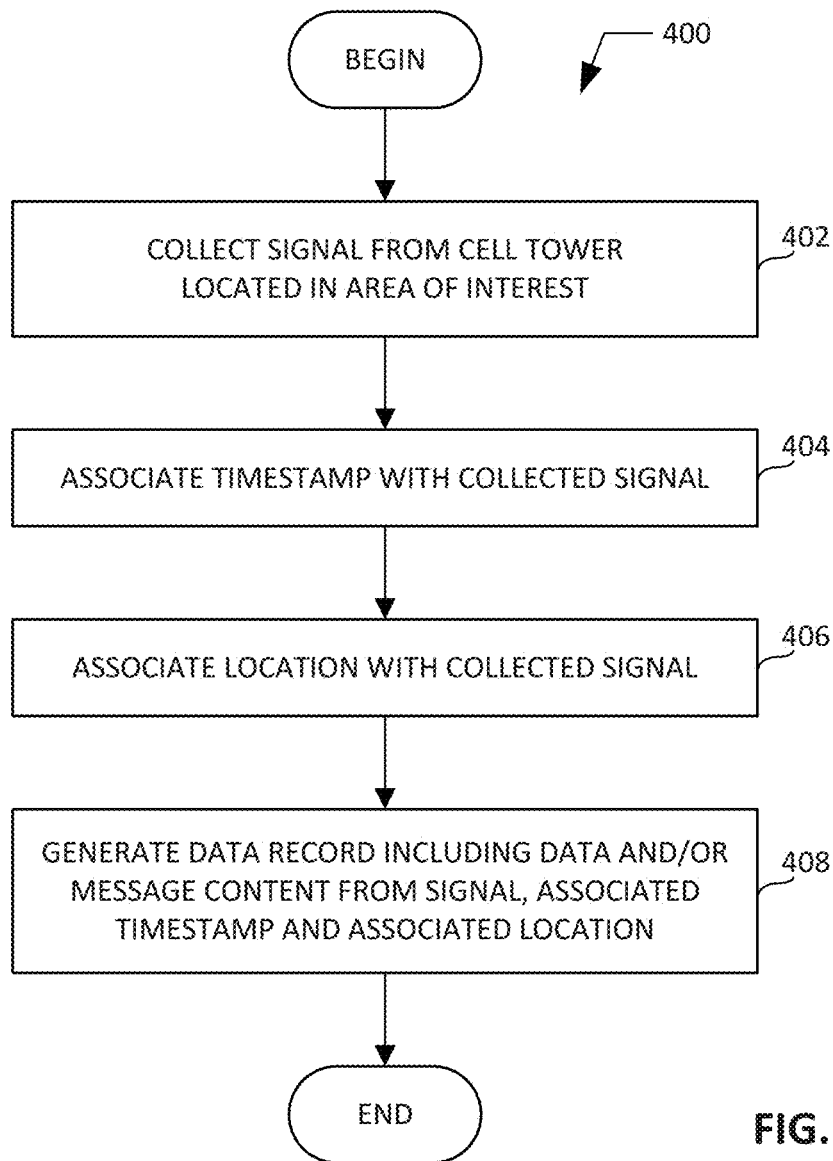 BEGIN
400
COLLECT SIGNAL FROM CELL TOWER
LOCATED IN AREA OF INTEREST
402
ASSOCIATE TIMESTAMP WITH COLLECTED SIGNAL
404
ASSOCIATE LOCATION WITH COLLECTED SIGNAL
406
GENERATE DATA RECORD INCLUDING DATA AND/OR
MESSAGE CONTENT FROM SIGNAL, ASSOCIATED
TIMESTAMP AND ASSOCIATED LOCATION
408
END
FIG.